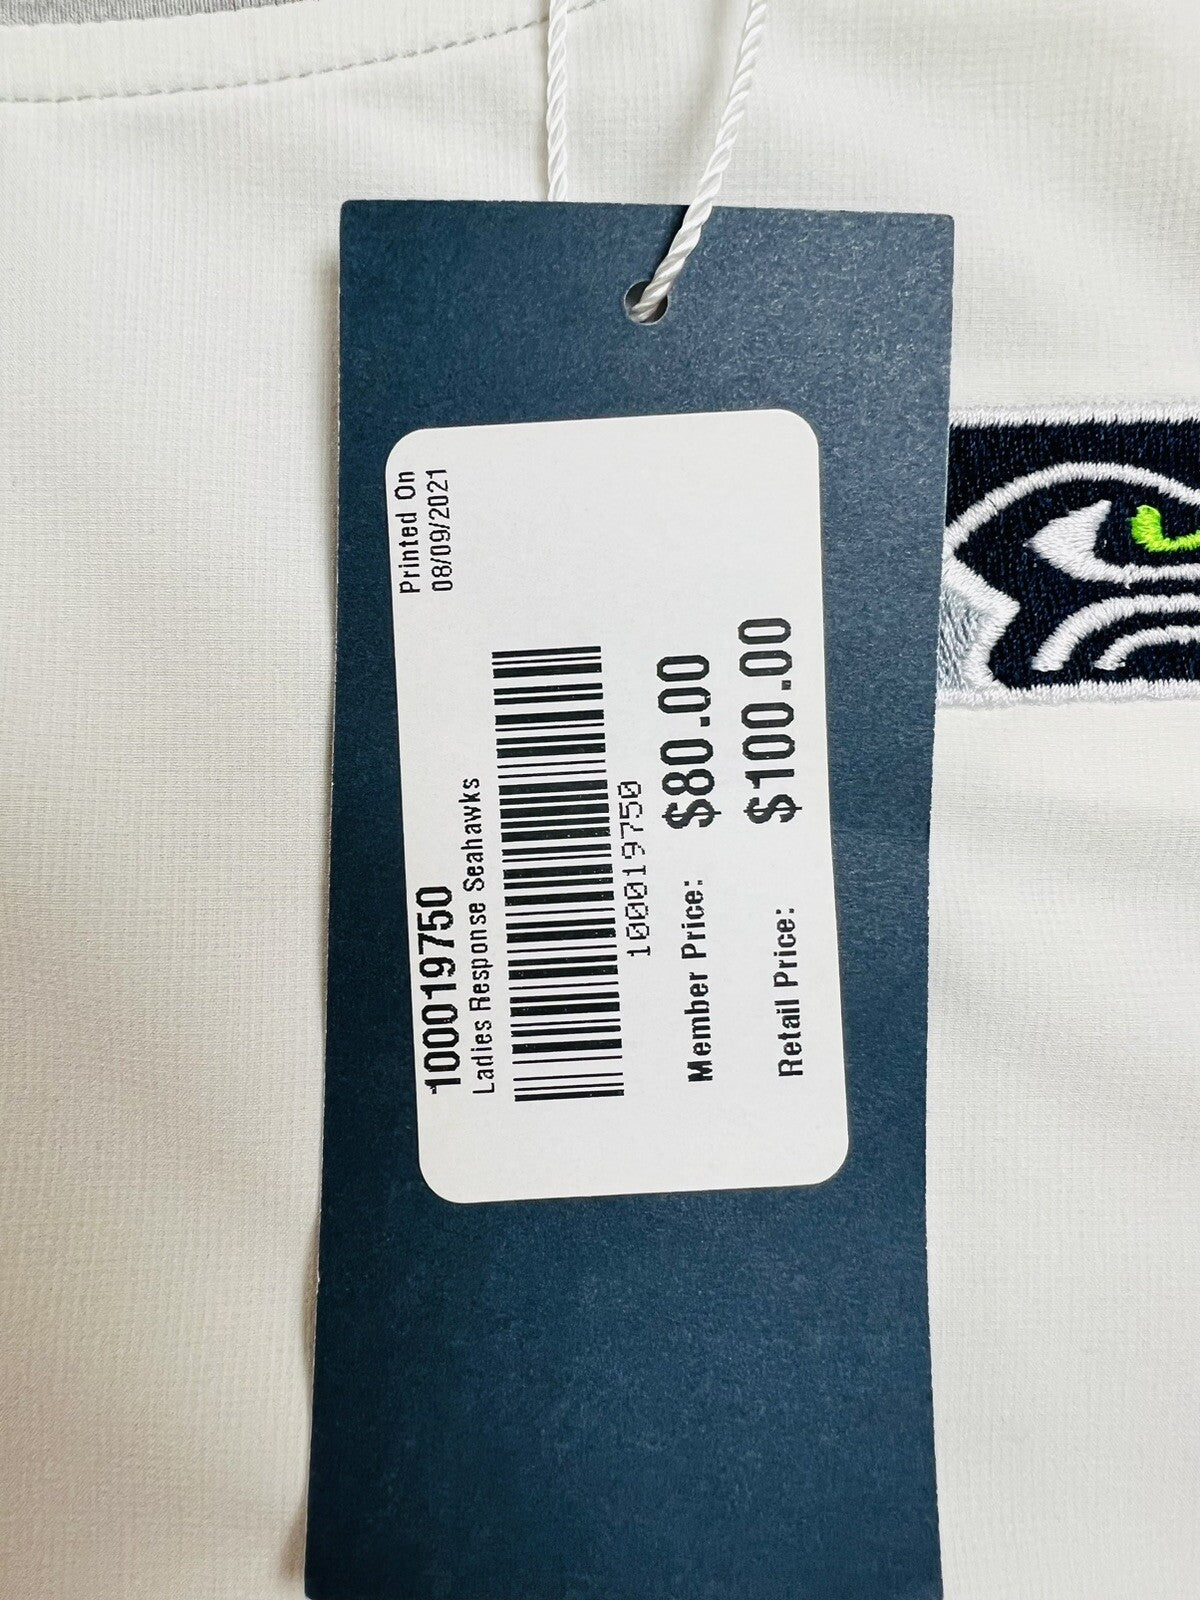 Printed On
08/09/2021
100019750
Ladies Response Seahawks
100019750
Member Price: $80.00
Retail Price: $100.00